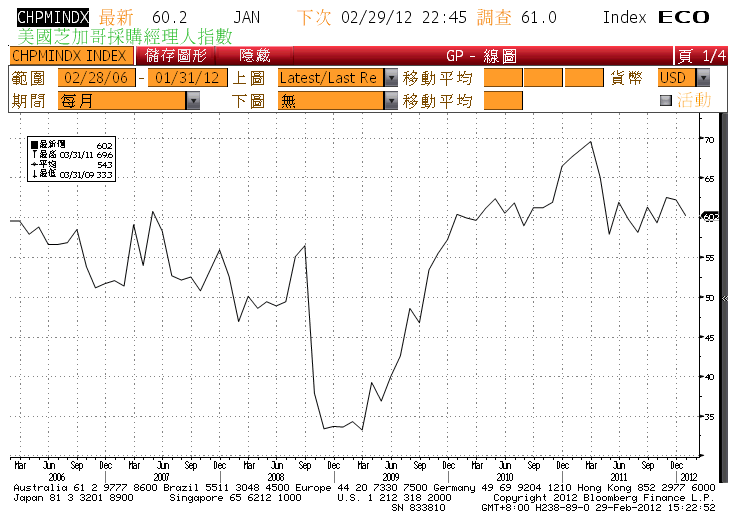 CHPMINDX 最新 60.2 JAN 下次 02/29/12 22:45 調查 61.0 Index ECO
美國芝加哥採購經理人指數
CHPMINDX INDEX 儲存圖形 隱藏 GP - 線圖 頁 1/4
範圍 02/28/06 - 01/31/12 上圖 Latest/Last Re 移動平均 貨幣 USD
期間 每月 下圖 無 移動平均 活動
最新價 602
最高 03/31/11 69.6
平均 54.3
最低 03/31/09 33.3
70
65
602
55
50
45
40
35
Mar Jun Sep Dec Mar Jun Sep Dec Mar Jun Sep Dec Mar Jun Sep Dec Mar Jun Sep Dec Mar Jun Sep Dec
2006 2007 2008 2009 2010 2011 2012
Australia 61 2 9777 8600 Brazil 5511 3048 4500 Europe 44 20 7330 7500 Germany 49 69 9204 1210 Hong Kong 852 2977 6000
Japan 81 3 3201 8900 Singapore 65 6212 1000 U.S. 1 212 318 2000 Copyright 2012 Bloomberg Finance L.P.
SN 833810 GMT+8:00 H238-89-0 29-Feb-2012 15:22:52